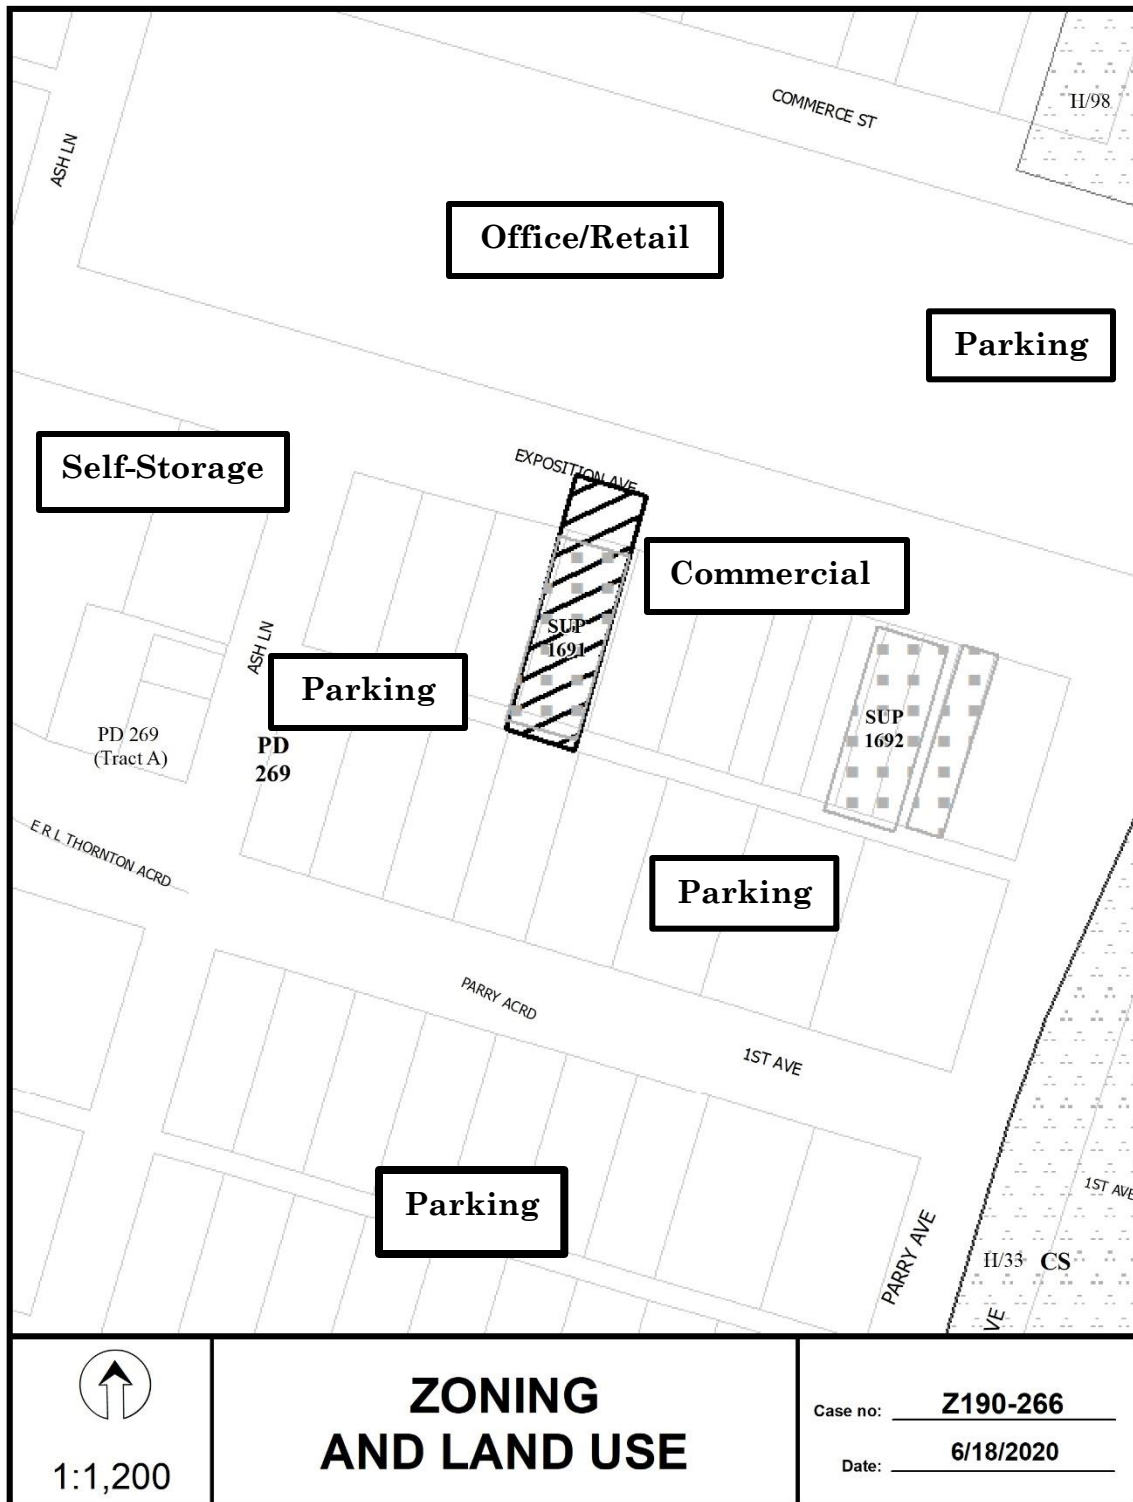 COMMERCE ST
H/98
ASH LN
Office/Retail
Parking
Self-Storage
EXPOSITION AVE
Commercial
SUP
1691
ASH LN
Parking
SUP
1692
PD 269
(Tract A)
PD
269
E R L THORNTON ACRD
Parking
PARRY ACRD
1ST AVE
Parking
1ST AVE
PARRY AVE
H/33
CS
VE
1:1,200
ZONING
AND LAND USE
Case no: Z190-266
Date: 6/18/2020